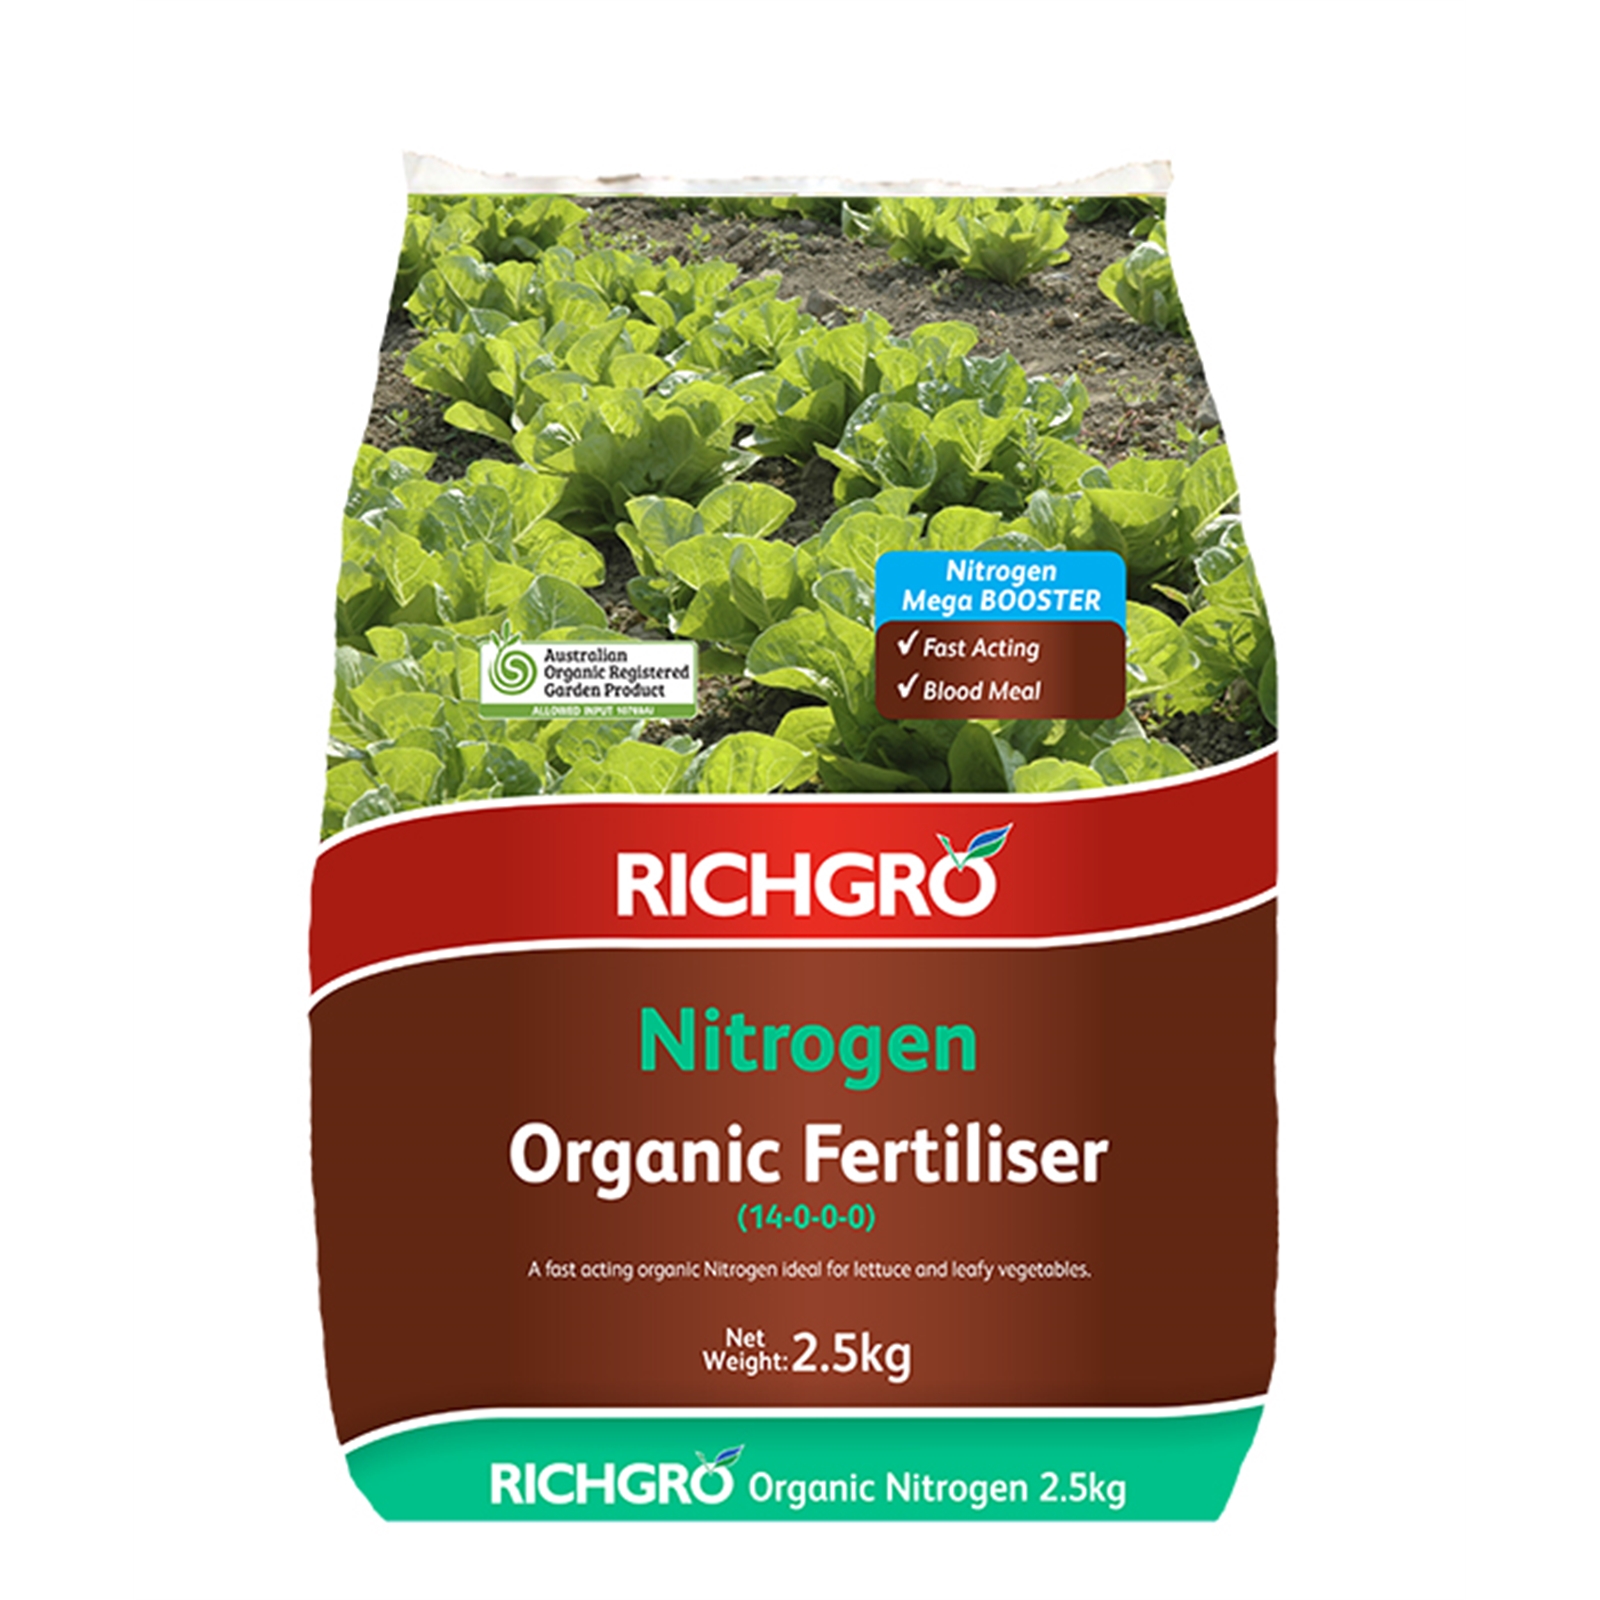 Nitrogen
Mega BOOSTER
Fast Acting
Blood Meal
Australian
Organic Registered
Garden Product
RICHGRO
Nitrogen
Organic Fertiliser
(14-0-0-0)
A fast acting organic Nitrogen ideal for lettuce and leafy vegetables.
Net
Weight: 2.5kg
RICHGRO Organic Nitrogen 2.5kg